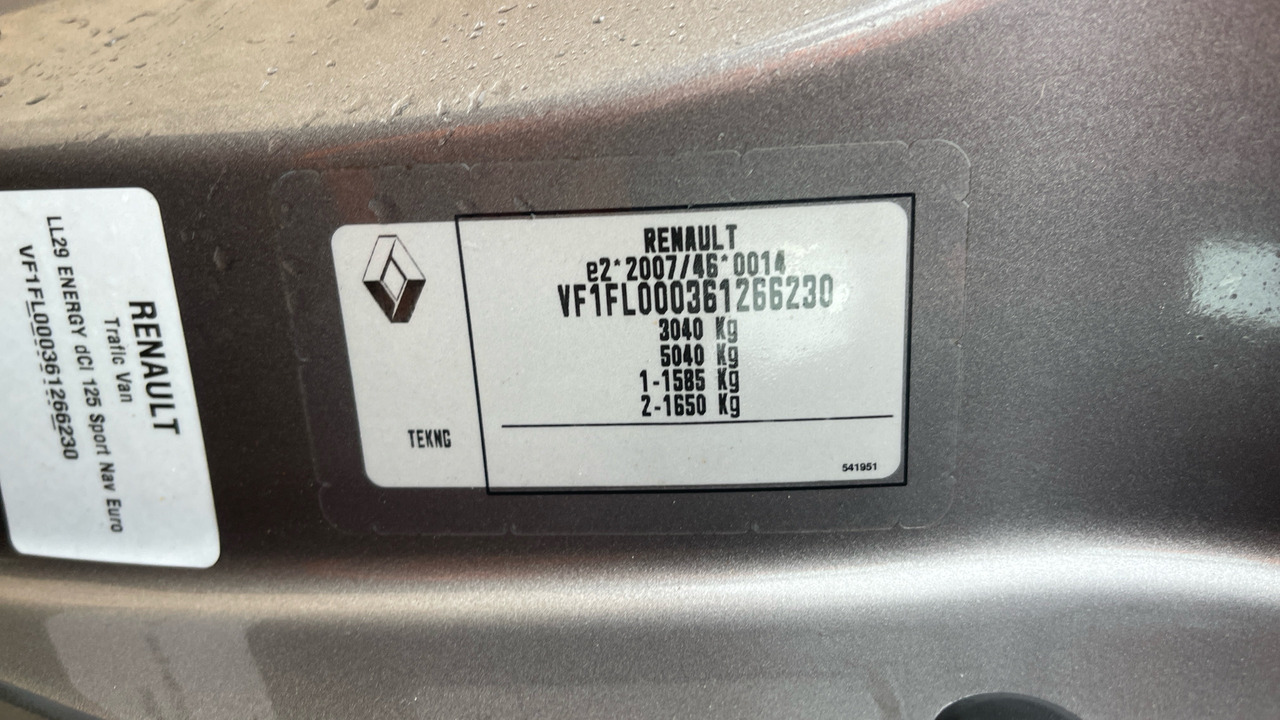 RENAULT
Trafic Van
LL29 ENERGY dCi 125 Sport Nav Euro
VF1FL000361266230
RENAULT
e2*2007/46*0014
VF1FL000361266230
3040 Kg
5040 Kg
1-1585 Kg
2-1650 Kg
TEKNG
541951